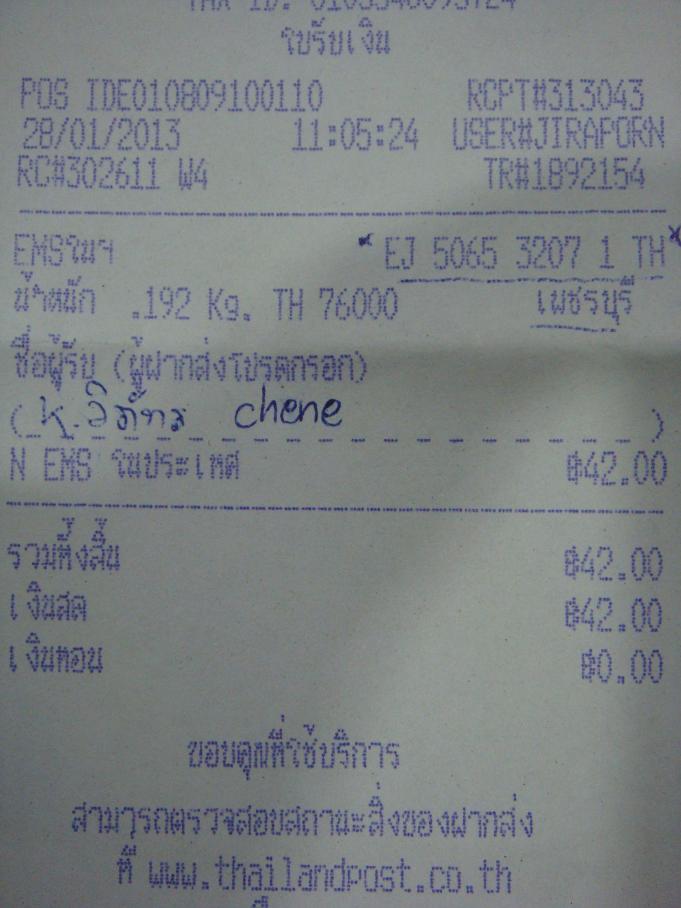 TAX ID.
ใบรับเงิน
POS IDE010809100110 RCPT#313043
28/01/2013 11:05:24 USER#JIRAPORN
RC#302611 W4 TR#1892154
EMSในฯ * EJ 5065 3207 1 TH *
น้ำหนัก .192 Kg. TH 76000 เพชรบุรี
ชื่อผู้รับ (ผู้ฝากส่งโปรดกรอก)
( K. chene )
N EMS ในประเทศ ฿42.00
รวมทั้งสิ้น ฿42.00
เงินสด ฿42.00
เงินทอน ฿0.00
ขอบคุณที่ใช้บริการ
สามารถตรวจสอบสถานะสิ่งของฝากส่ง
ที่ www.thailandpost.co.th